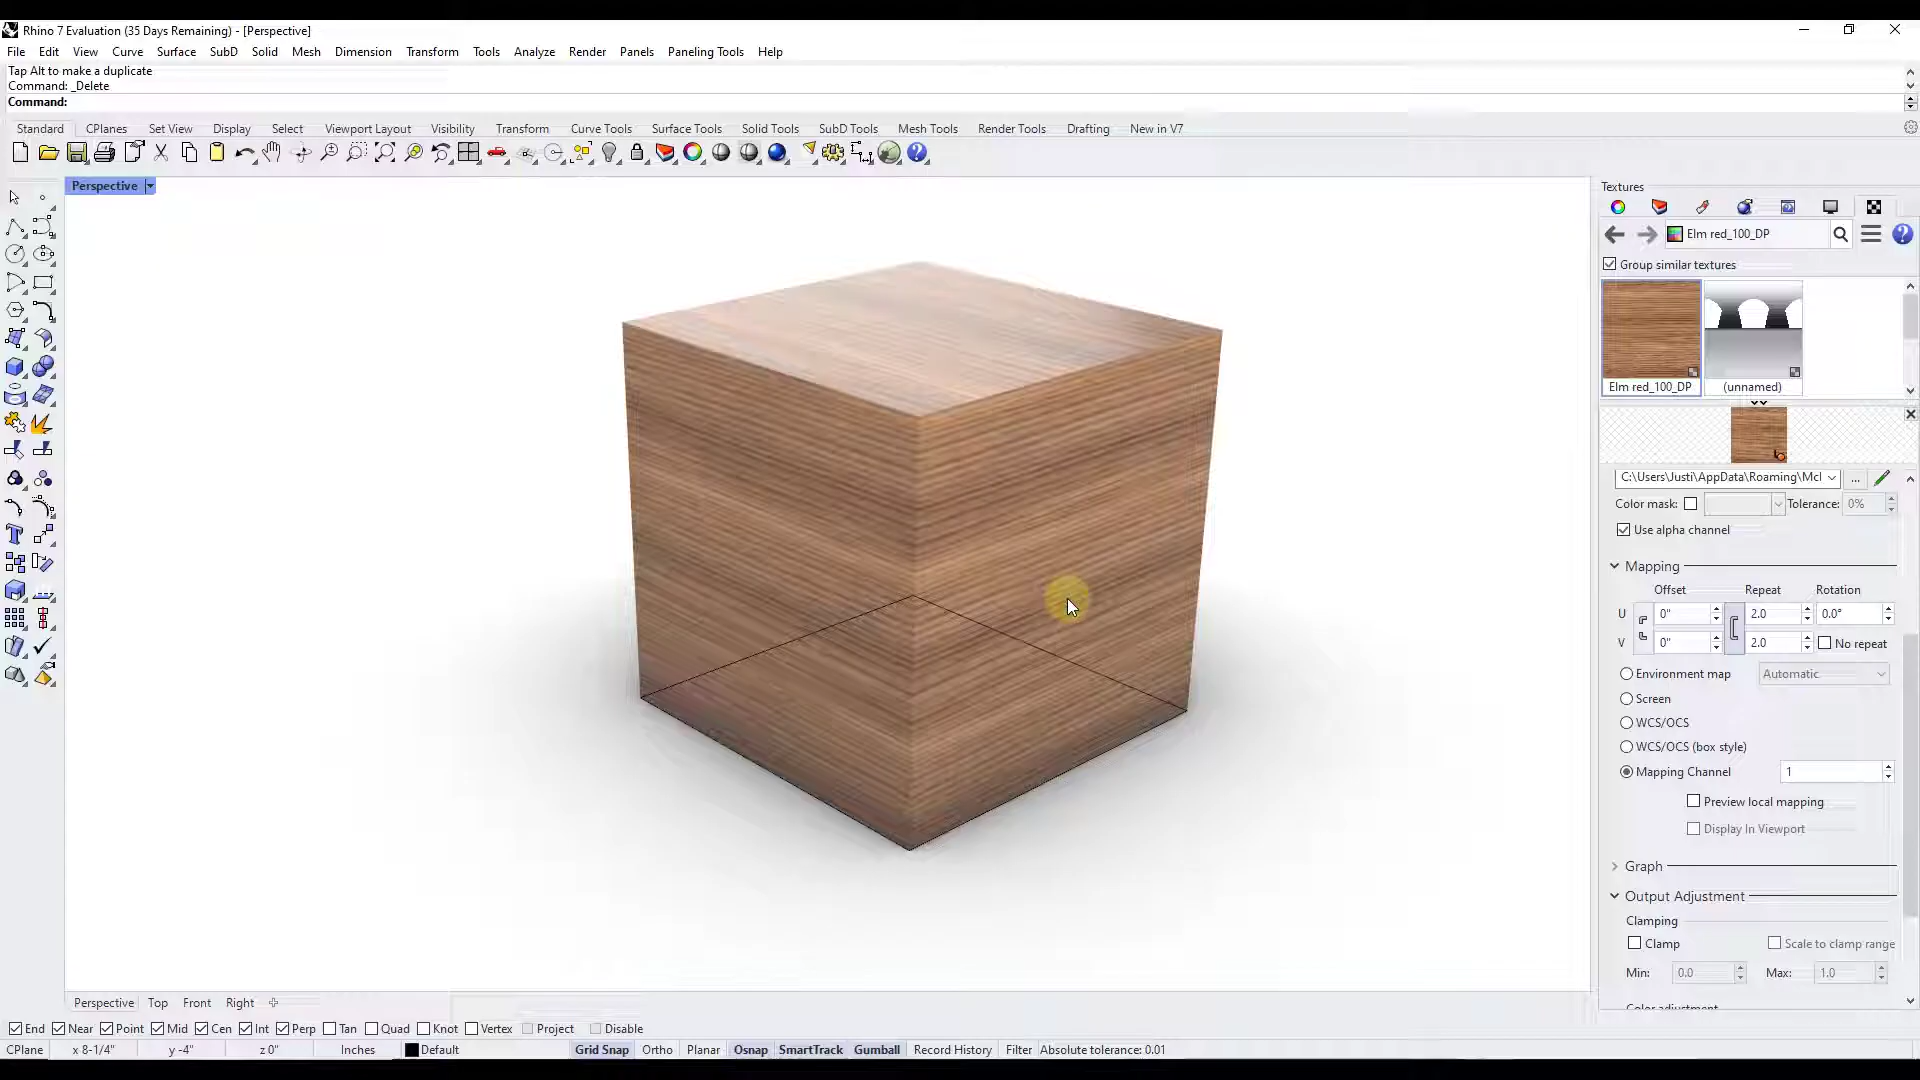 Rhino 7 Evaluation (35 Days Remaining) - [Perspective]
File Edit View Curve Surface SubD Solid Mesh Dimension Transform Tools Analyze Render Panels Paneling Tools Help
Tap Alt to make a duplicate
Command: _Delete
Command:
Standard CPlanes Set View Display Select Viewport Layout Visibility Transform Curve Tools Surface Tools Solid Tools SubD Tools Mesh Tools Render Tools Drafting New in V7
Perspective
Textures
Elm red_100_DP
Group similar textures
Elm red_100_DP (unnamed)
C:\Users\Justi\AppData\Roaming\Mcl ...
Color mask: Tolerance: 0%
Use alpha channel
Mapping
Offset Repeat Rotation
U 0" 2.0 0.0°
V 0" 2.0 No repeat
Environment map Automatic
Screen
WCS/OCS
WCS/OCS (box style)
Mapping Channel 1
Preview local mapping
Display In Viewport
Graph
Output Adjustment
Clamping
Clamp Scale to clamp range
Min: 0.0 Max: 1.0
Color adjustment
Perspective Top Front Right
End Near Point Mid Cen Int Perp Tan Quad Knot Vertex Project Disable
CPlane x 8-1/4" y -4" z 0" Inches Default Grid Snap Ortho Planar Osnap SmartTrack Gumball Record History Filter Absolute tolerance: 0.01